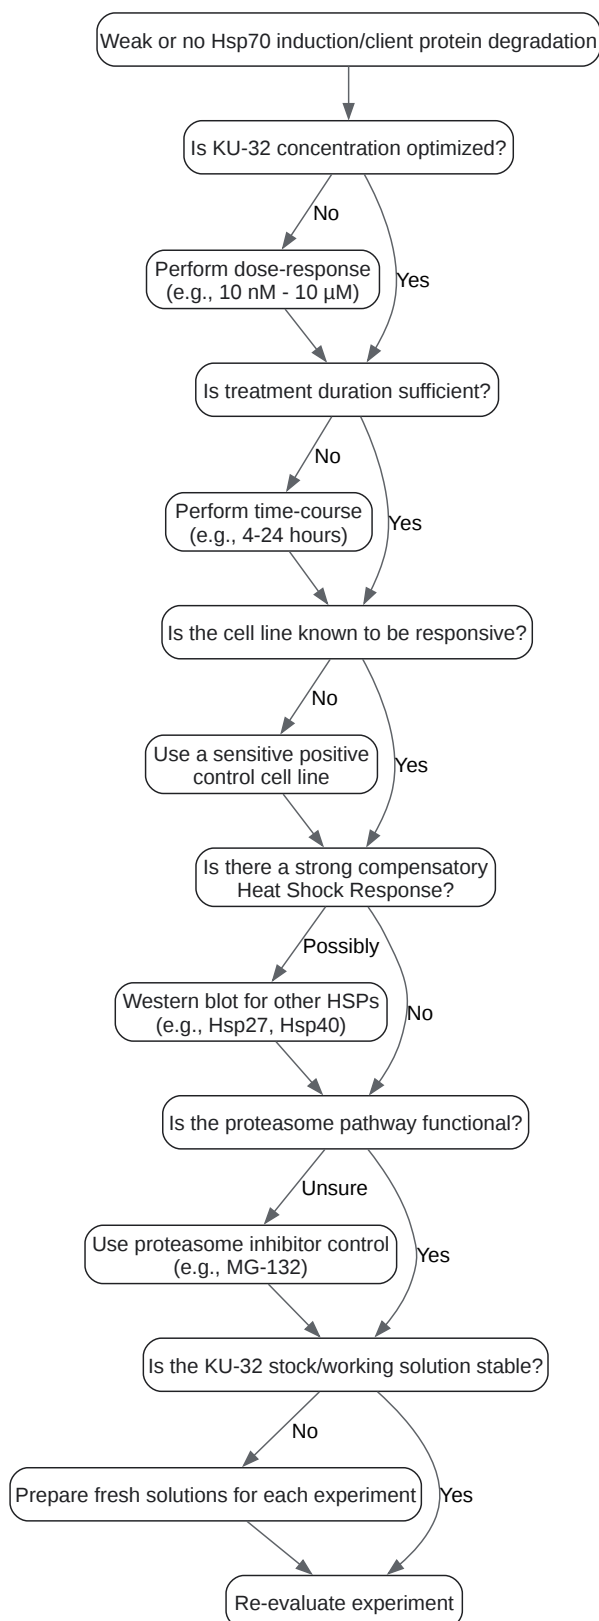 Weak or no Hsp70 induction/client protein degradation
Is KU-32 concentration optimized?
No
Perform dose-response
(e.g., 10 nM - 10 µM)
Yes
Is treatment duration sufficient?
No
Perform time-course
(e.g., 4-24 hours)
Yes
Is the cell line known to be responsive?
No
Use a sensitive positive
control cell line
Yes
Is there a strong compensatory
Heat Shock Response?
Possibly
Western blot for other HSPs
(e.g., Hsp27, Hsp40)
No
Is the proteasome pathway functional?
Unsure
Use proteasome inhibitor control
(e.g., MG-132)
Yes
Is the KU-32 stock/working solution stable?
No
Prepare fresh solutions for each experiment
Yes
Re-evaluate experiment